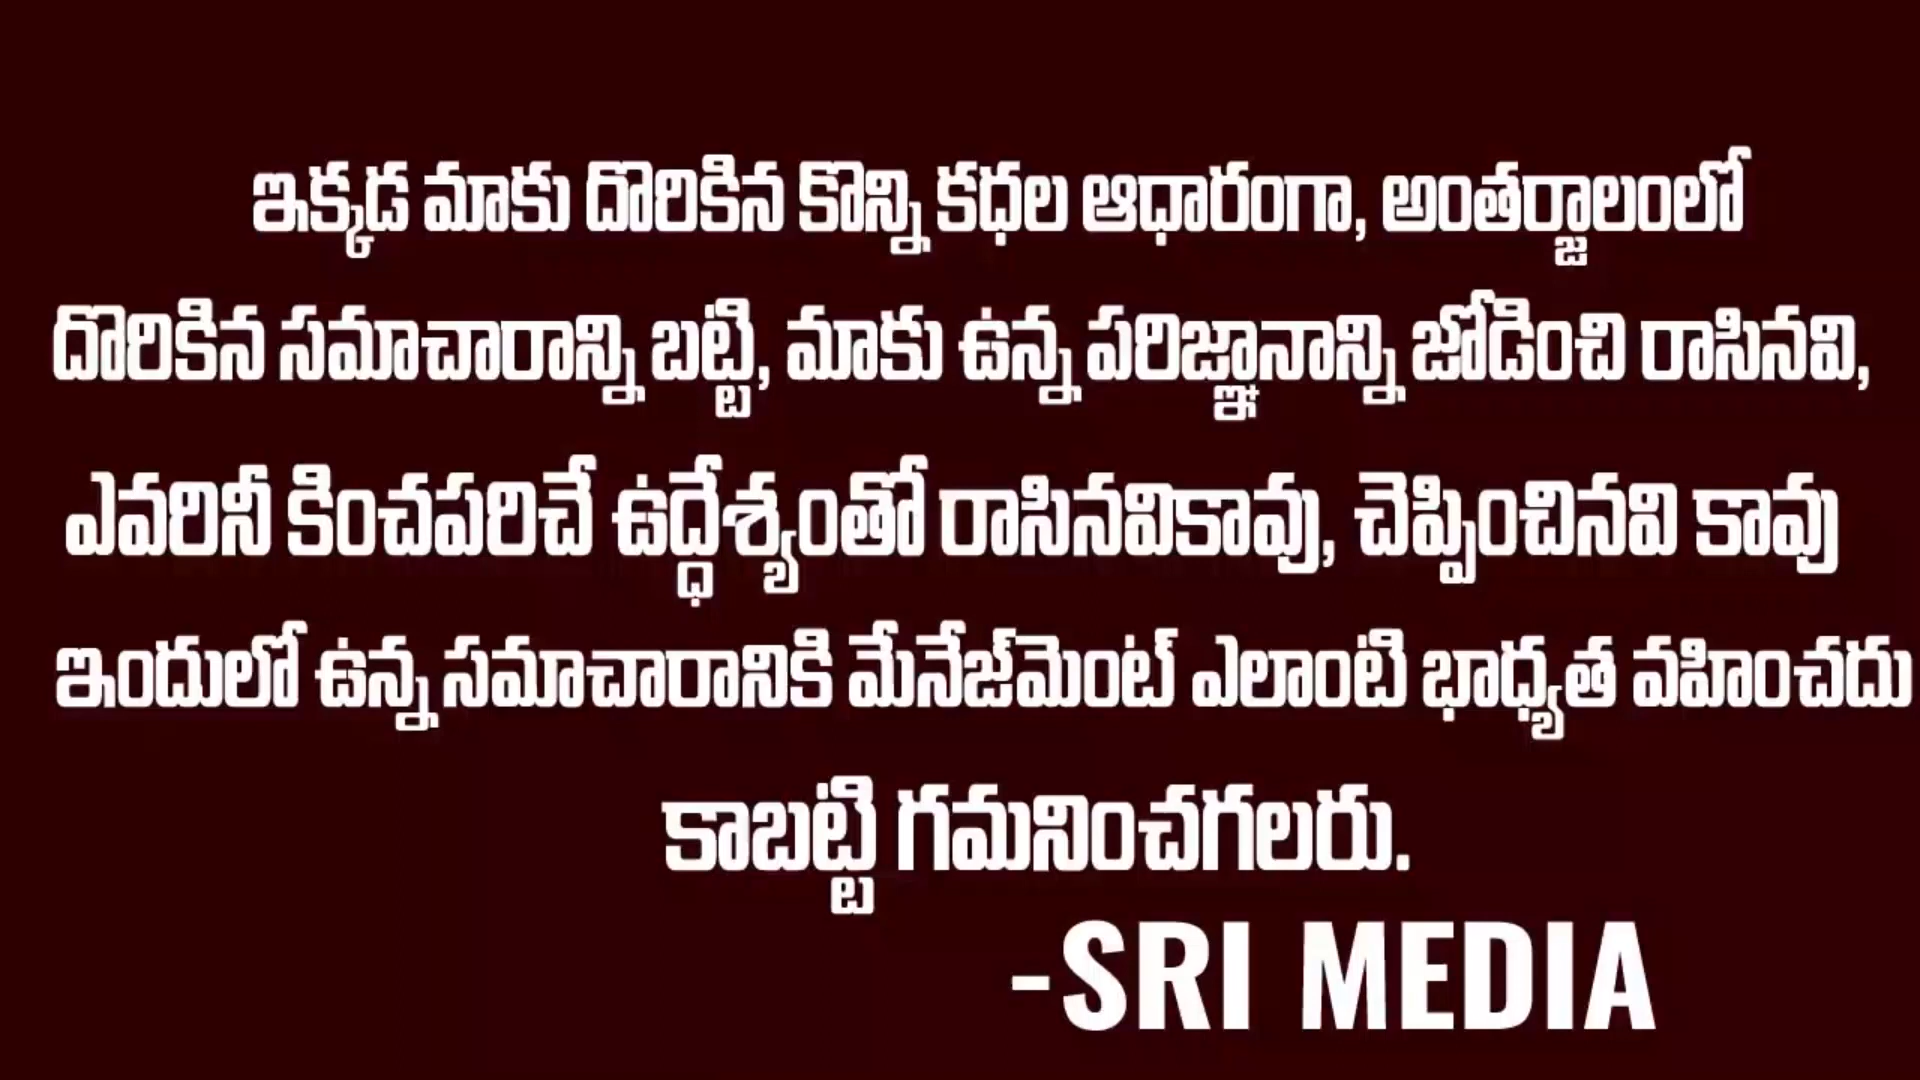 ఇక్కడ మాకు దొరికిన కొన్ని కధల ఆధారంగా, అంతర్జాలంలో
దొరికిన సమాచారాన్ని బట్టి, మాకు ఉన్న పరిజ్ఞానాన్ని జోడించి రాసినవి,
ఎవరినీ కించపరిచే ఉద్ధేశ్యంతో రాసినవికావు, చెప్పించినవి కావు
ఇందులో ఉన్న సమాచారానికి మేనేజ్‌మెంట్ ఎలాంటి భాధ్యత వహించదు
కాబట్టి గమనించగలరు.
-SRI MEDIA